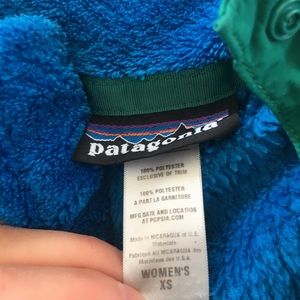 patagonia
100% POLYESTER
EXCLUSIVE OF TRIM
100% POLYESTER
A PART LA GARNITURE
MFG DATE AND LOCATION
AT PCPSIA.COM
Made in NICARAGUA of U.S.
Materials
Fabriqué au NICARAGUA
des Matériaux des E.U.
WOMEN'S
XS